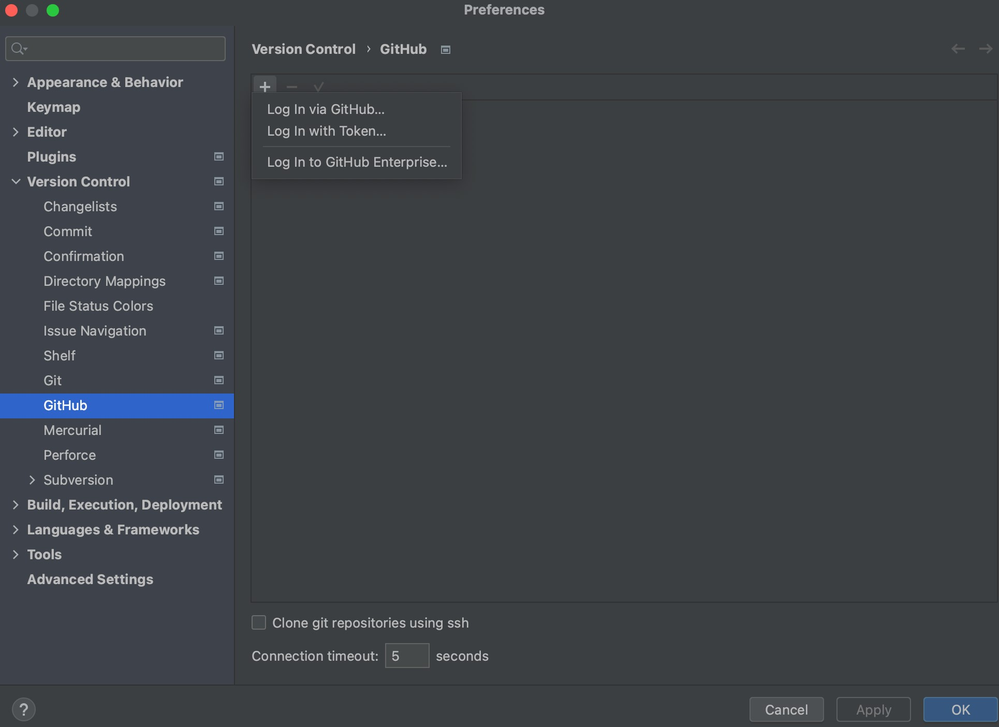 Preferences
Version Control › GitHub
Appearance & Behavior
Keymap
Editor
Plugins
Version Control
Changelists
Commit
Confirmation
Directory Mappings
File Status Colors
Issue Navigation
Shelf
Git
GitHub
Mercurial
Perforce
Subversion
Build, Execution, Deployment
Languages & Frameworks
Tools
Advanced Settings
Log In via GitHub...
Log In with Token...
Log In to GitHub Enterprise...
Clone git repositories using ssh
Connection timeout: 5 seconds
? Cancel Apply OK